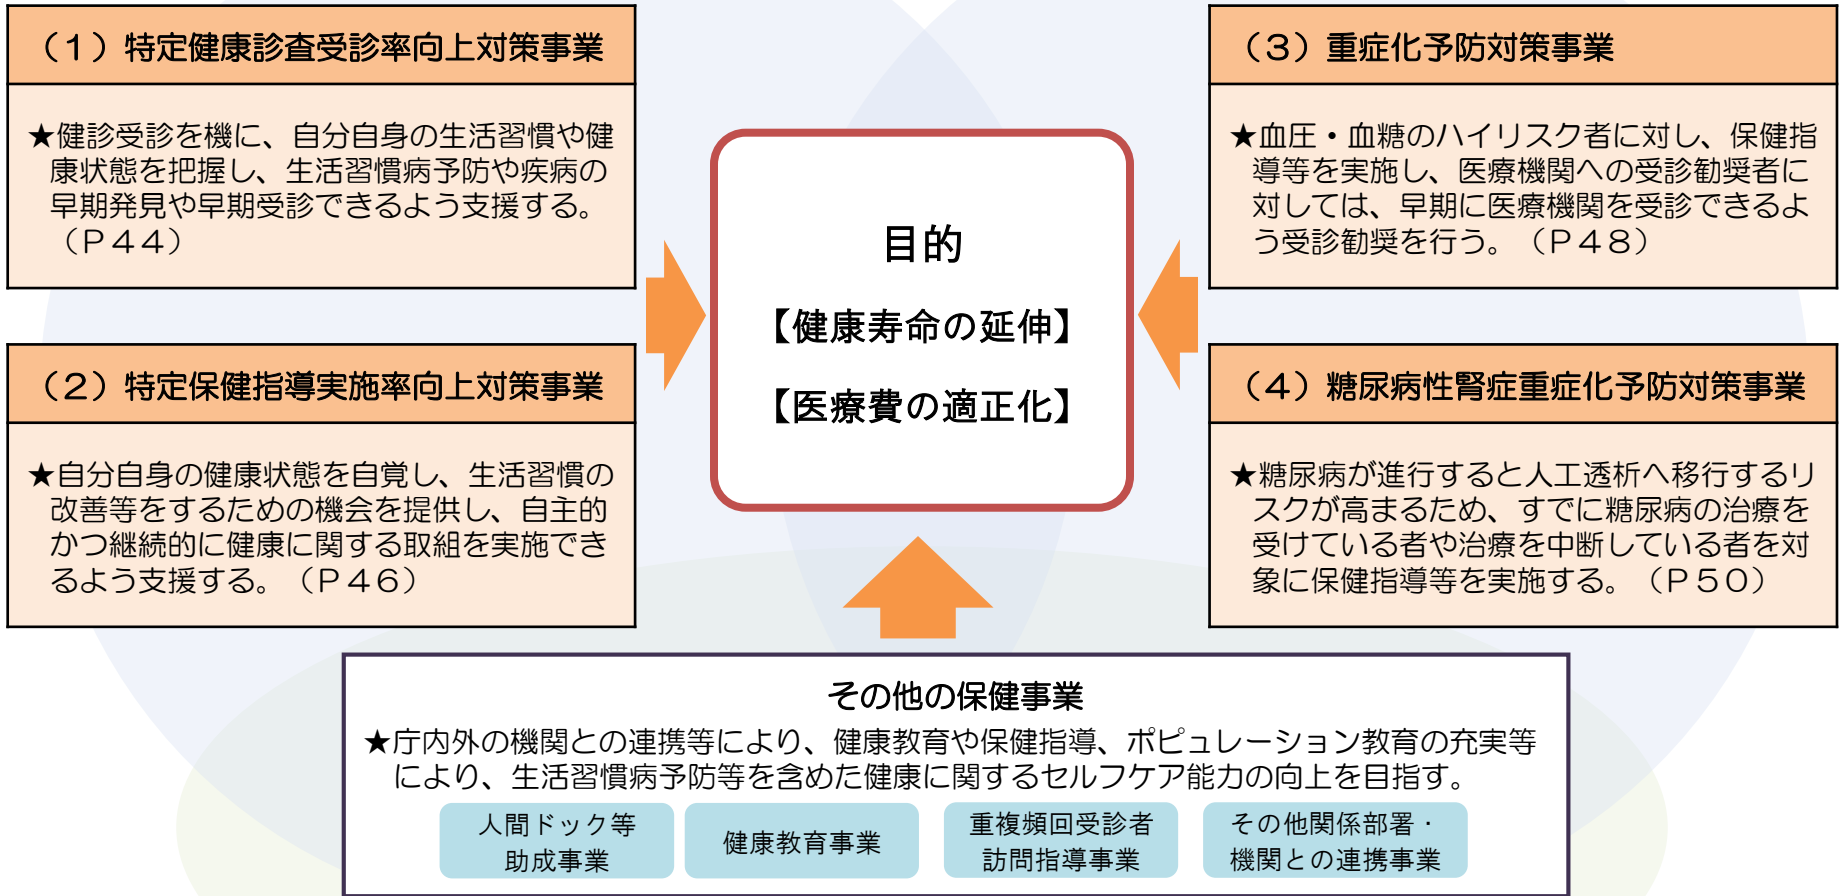 (1)特定健康診査受診率向上対策事業
★健診受診を機に、自分自身の生活習慣や健
康状態を把握し、生活習慣病予防や疾病の
早期発見や早期受診できるよう支援する。
(P44)
(2)特定保健指導実施率向上対策事業
★自分自身の健康状態を自覚し、生活習慣の
改善等をするための機会を提供し、自主的
かつ継続的に健康に関する取組を実施でき
るよう支援する。(P46)
目的
【健康寿命の延伸】
【医療費の適正化】
(3)重症化予防対策事業
★血圧・血糖のハイリスク者に対し、保健指
導等を実施し、医療機関への受診勧奨者に
対しては、早期に医療機関を受診できるよ
う受診勧奨を行う。(P48)
(4)糖尿病性腎症重症化予防対策事業
★糖尿病が進行すると人工透析へ移行するリ
スクが高まるため、すでに糖尿病の治療を
受けている者や治療を中断している者を対
象に保健指導等を実施する。(P50)
その他の保健事業
★庁内外の機関との連携等により、健康教育や保健指導、ポピュレーション教育の充実等
により、生活習慣病予防等を含めた健康に関するセルフケア能力の向上を目指す。
人間ドック等
助成事業
健康教育事業
重複頻回受診者
訪問指導事業
その他関係部署・
機関との連携事業